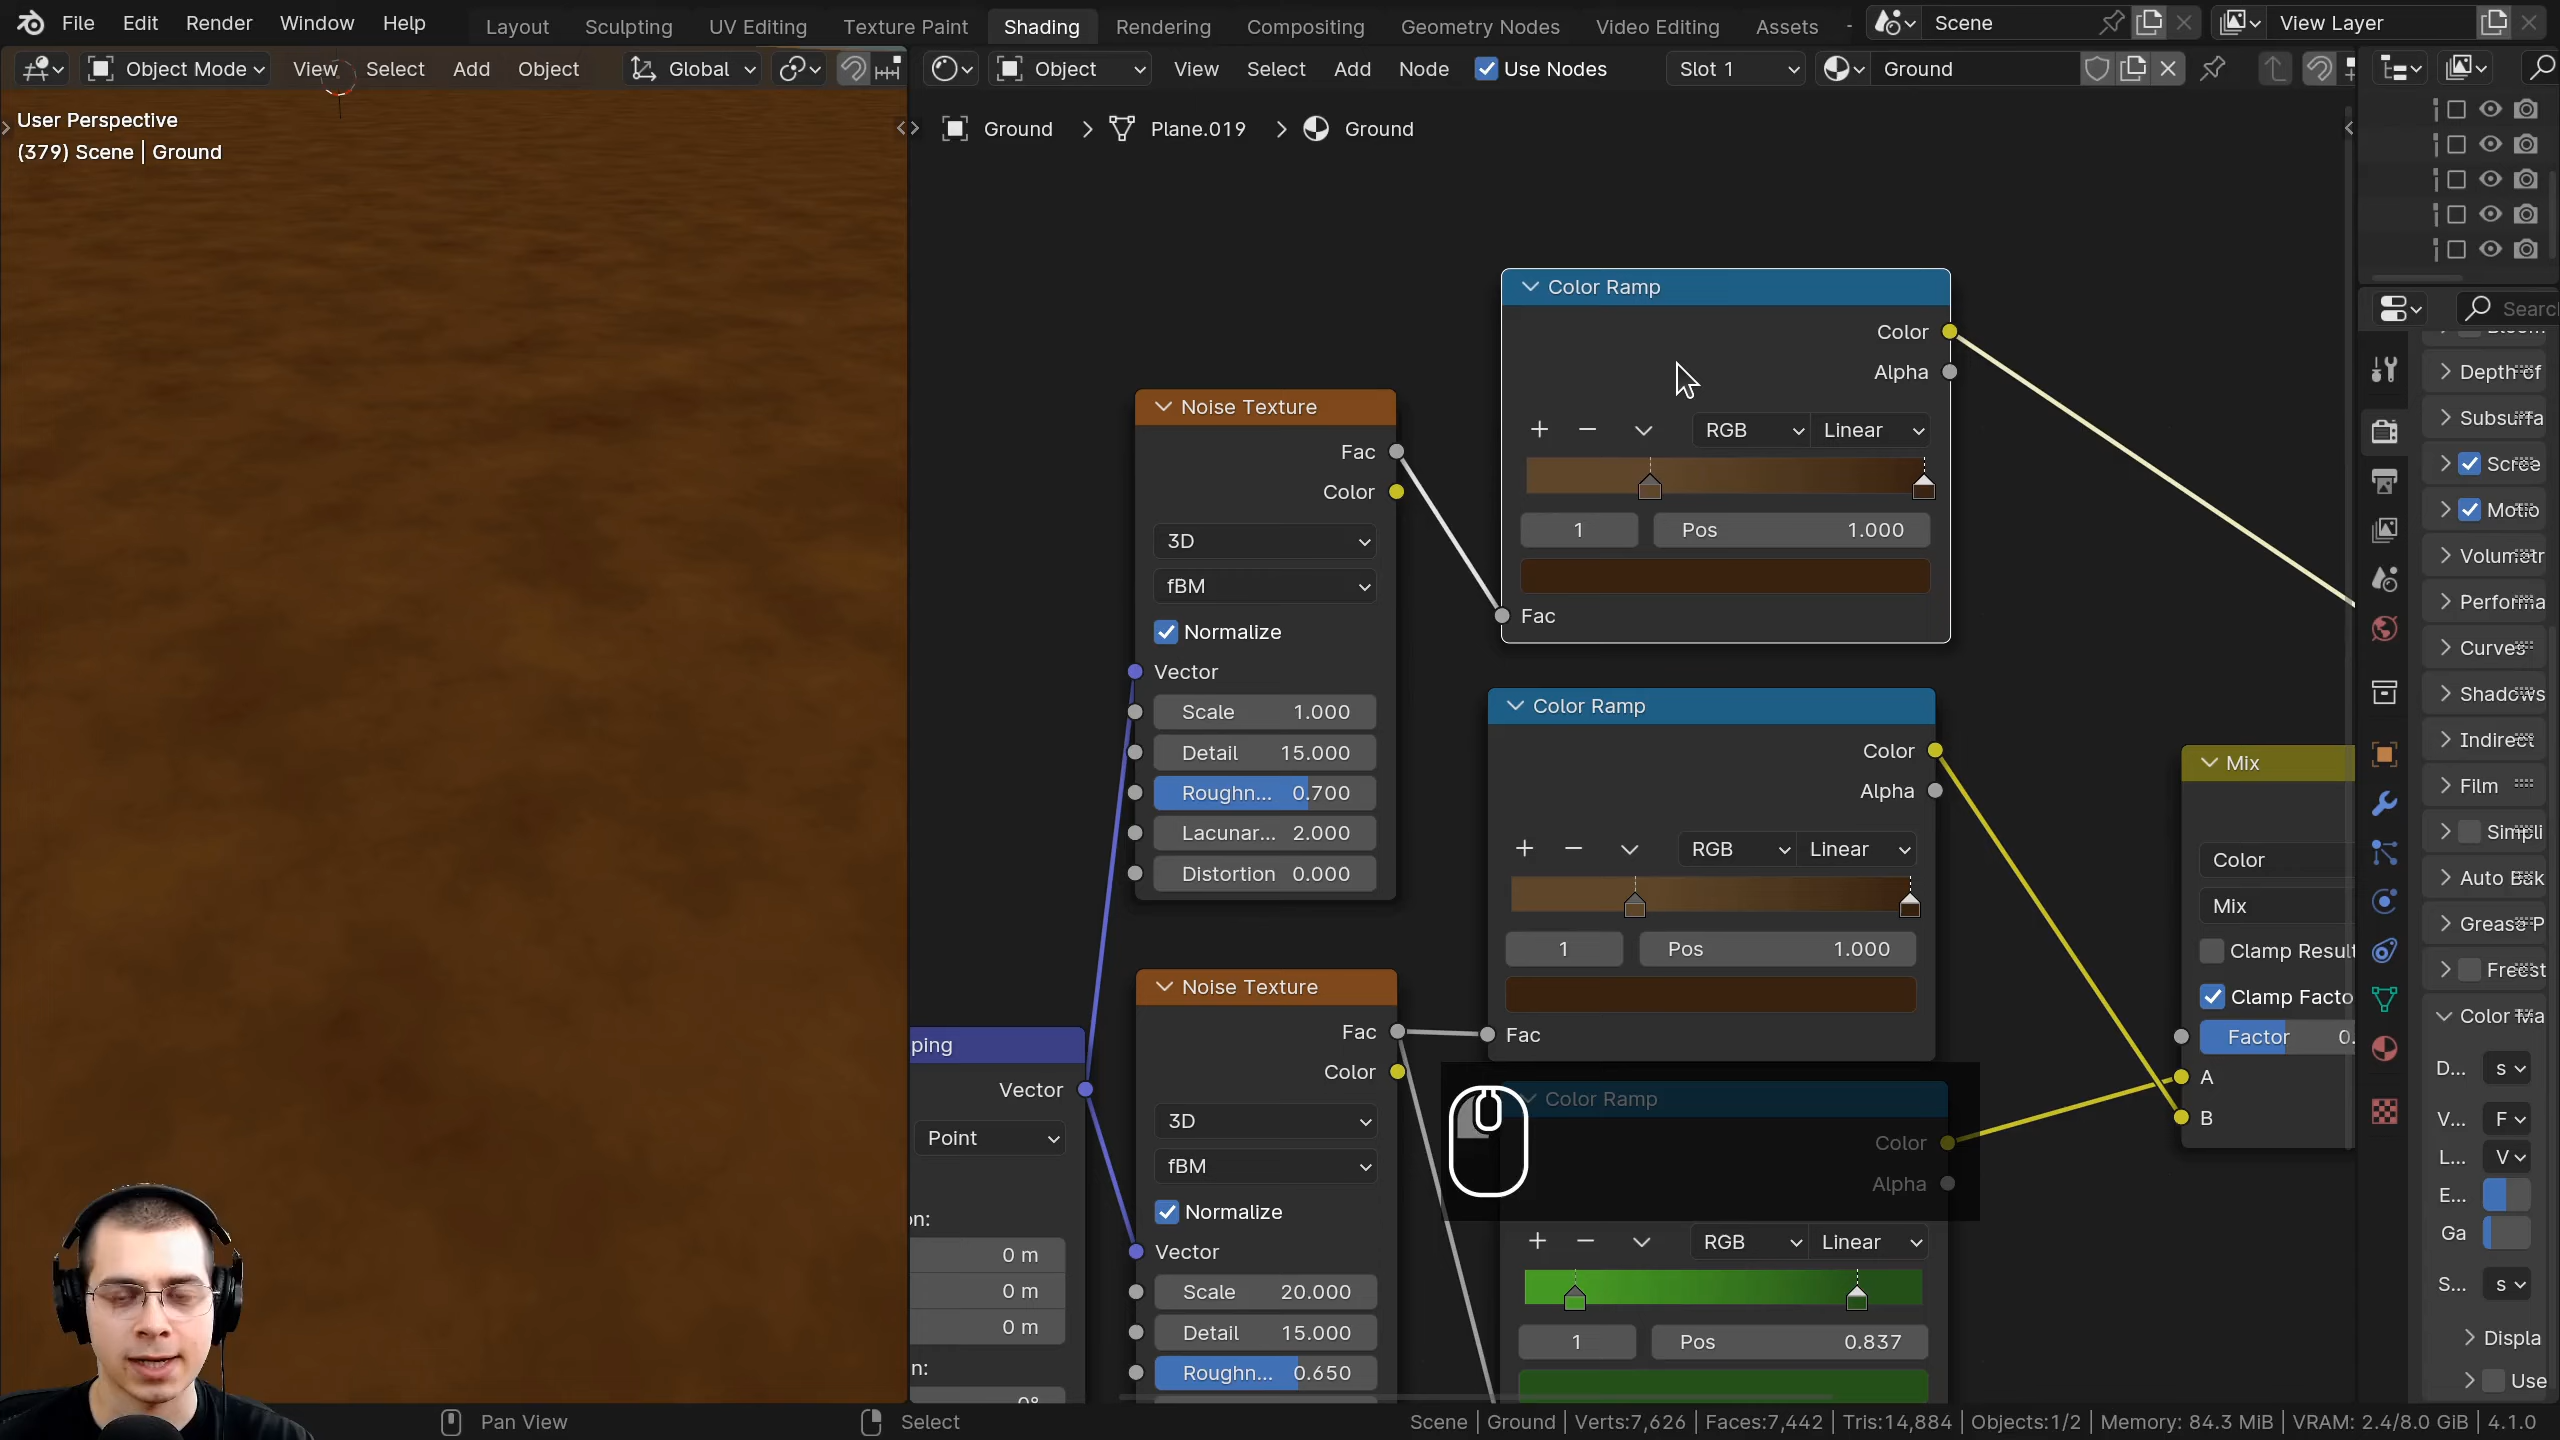 File Edit Render Window Help Layout Sculpting UV Editing Texture Paint Shading Rendering Compositing Geometry Nodes Video Editing Assets Scene View Layer
Object Mode View Select Add Object Global Object View Select Add Node Use Nodes Slot 1 Ground
User Perspective
(379) Scene | Ground
Ground Plane.019 Ground
Color Ramp
Color
Alpha
RGB Linear
1 Pos 1.000
Fac
Noise Texture
Fac
Color
3D
fBM
Normalize
Vector
Scale 1.000
Detail 15.000
Roughn... 0.700
Lacunar... 2.000
Distortion 0.000
Color Ramp
Color
Alpha
RGB Linear
1 Pos 1.000
Fac
Noise Texture
Fac
Color
3D
fBM
Normalize
Vector
Scale 20.000
Detail 15.000
Roughn... 0.650
ping
Vector
Point
on:
0 m
0 m
0 m
n:
0°
Color Ramp
Color
Alpha
RGB Linear
1 Pos 0.837
Mix
Color
Mix
Clamp Result
Clamp Facto
Factor 0.
A
B
Search
Depth of
Subsurfa
Scree
Motio
Volumetr
Performa
Curves
Shadows
Indirect
Film
Simpli
Auto Bak
Grease P
Freest
Color Ma
D... s
V... F
L... V
E...
Ga
S... s
Displa
Use
Pan View Select Scene | Ground | Verts:7,626 | Faces:7,442 | Tris:14,884 | Objects:1/2 | Memory: 84.3 MiB | VRAM: 2.4/8.0 GiB | 4.1.0